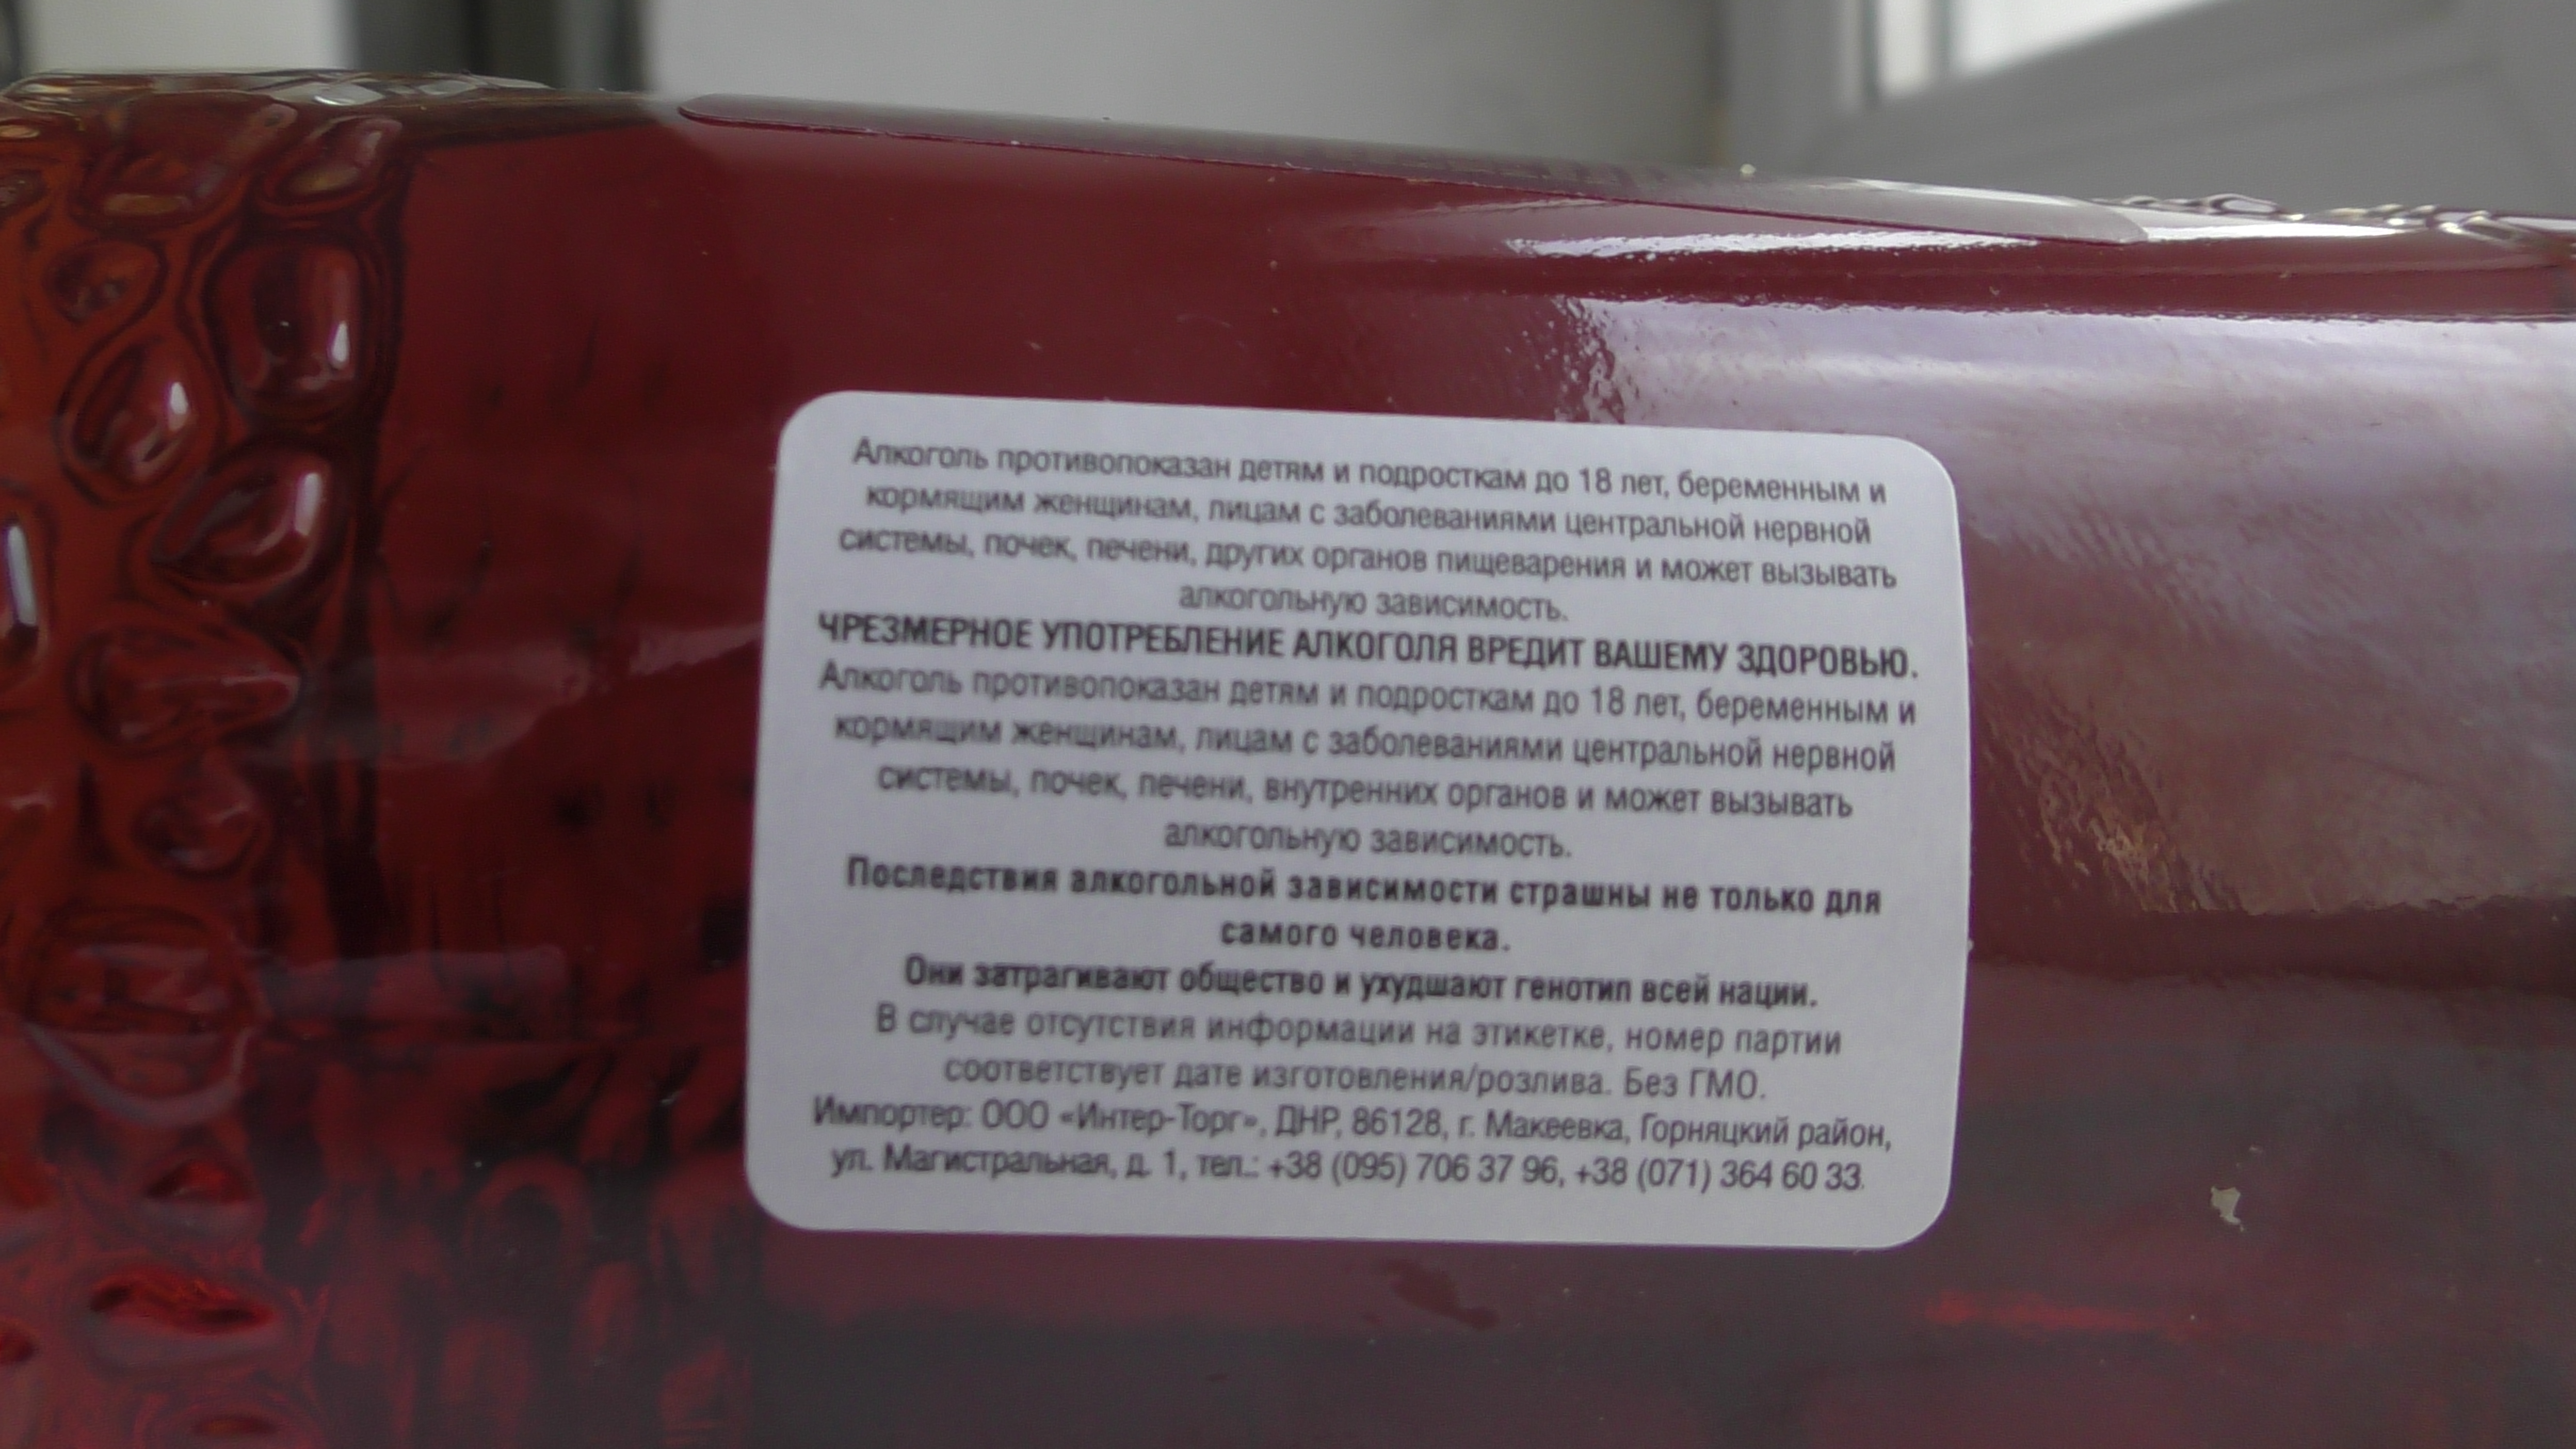 Алкоголь противопоказан детям и подросткам до 18 лет, беременным и
кормящим женщинам, лицам с заболеваниями центральной нервной
системы, почек, печени, других органов пищеварения и может вызывать
алкогольную зависимость.
ЧРЕЗМЕРНОЕ УПОТРЕБЛЕНИЕ АЛКОГОЛЯ ВРЕДИТ ВАШЕМУ ЗДОРОВЬЮ.
Алкоголь противопоказан детям и подросткам до 18 лет, беременным и
кормящим женщинам, лицам с заболеваниями центральной нервной
системы, почек, печени, внутренних органов и может вызывать
алкогольную зависимость.
Последствия алкогольной зависимости страшны не только для
самого человека.
Они затрагивают общество и ухудшают генотип всей нации.
В случае отсутствия информации на этикетке, номер партии
соответствует дате изготовления/розлива. Без ГМО.
Импортер: ООО «Интер-Торг», ДНР, 86128, г. Макеевка, Горняцкий район,
ул. Магистральная, д. 1, тел.: +38 (095) 706 37 96, +38 (071) 364 60 33.